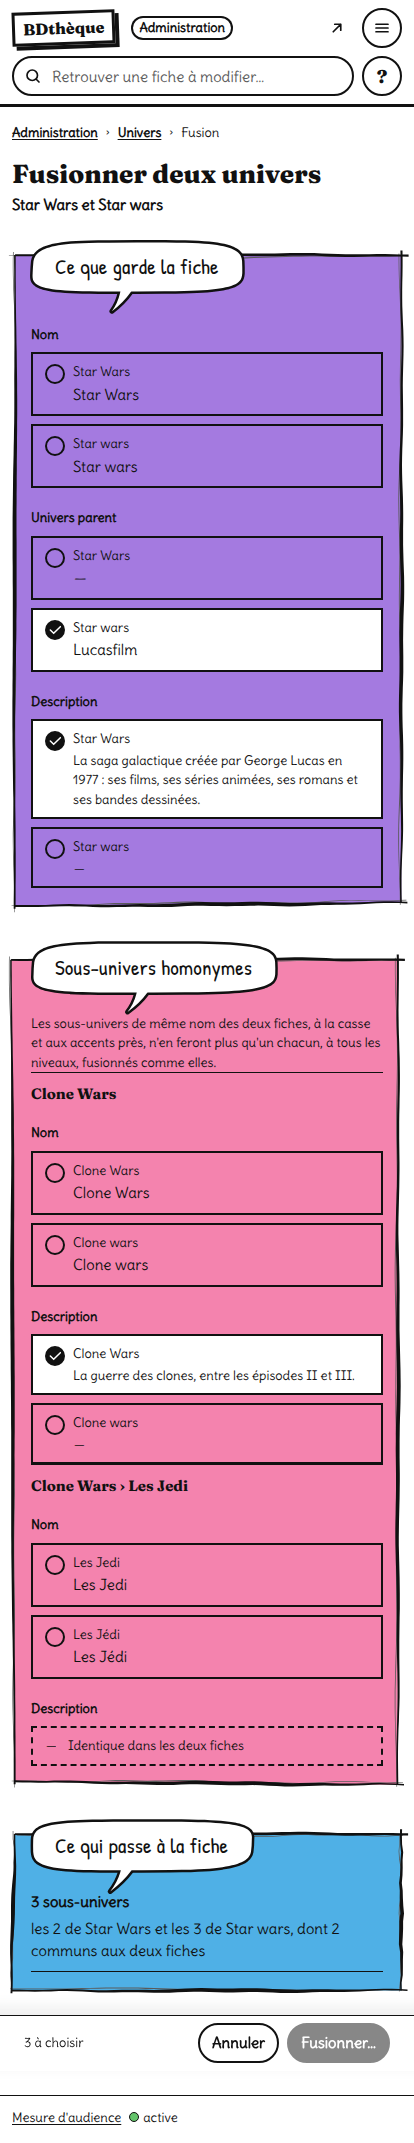 BDthèque
Administration
Retrouver une fiche à modifier...
?
Administration › Univers › Fusion
Fusionner deux univers
Star Wars et Star wars
Ce que garde la fiche
Nom
Star Wars
Star Wars
Star wars
Star wars
Univers parent
Star Wars
—
Star wars
Lucasfilm
Description
Star Wars
La saga galactique créée par George Lucas en
1977 : ses films, ses séries animées, ses romans et
ses bandes dessinées.
Star wars
—
Sous-univers homonymes
Les sous-univers de même nom des deux fiches, à la casse
et aux accents près, n'en feront plus qu'un chacun, à tous les
niveaux, fusionnés comme elles.
Clone Wars
Nom
Clone Wars
Clone Wars
Clone wars
Clone wars
Description
Clone Wars
La guerre des clones, entre les épisodes II et III.
Clone wars
—
Clone Wars › Les Jedi
Nom
Les Jedi
Les Jedi
Les Jédi
Les Jédi
Description
— Identique dans les deux fiches
Ce qui passe à la fiche
3 sous-univers
les 2 de Star Wars et les 3 de Star wars, dont 2
communs aux deux fiches
3 à choisir
Annuler
Fusionner...
Mesure d'audience
active